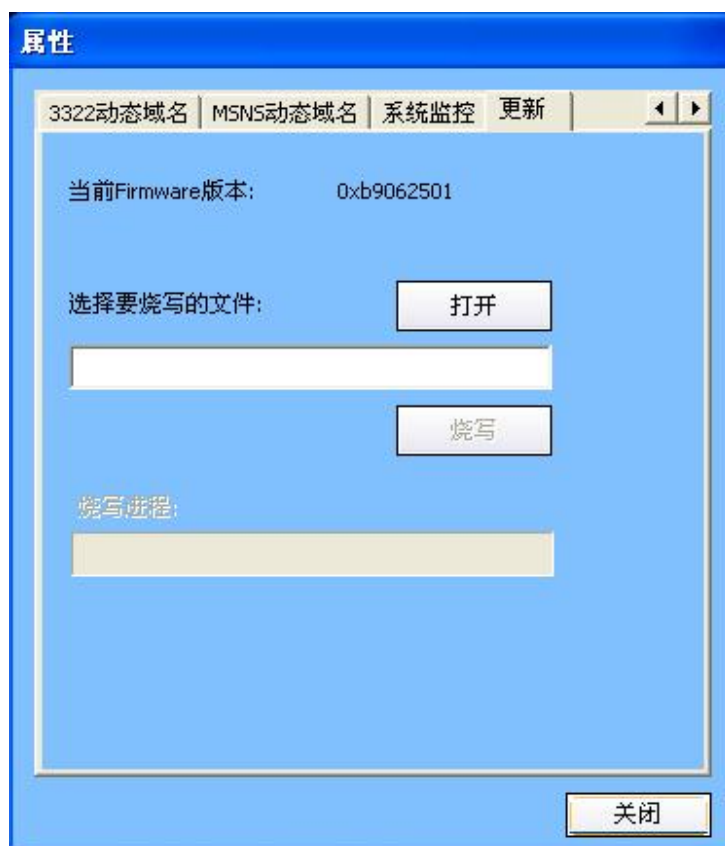 属性
3322动态域名 MSNS动态域名 系统监控 更新
当前Firmware版本: 0xb9062501
选择要烧写的文件: 打开
烧写
烧写进程:
关闭